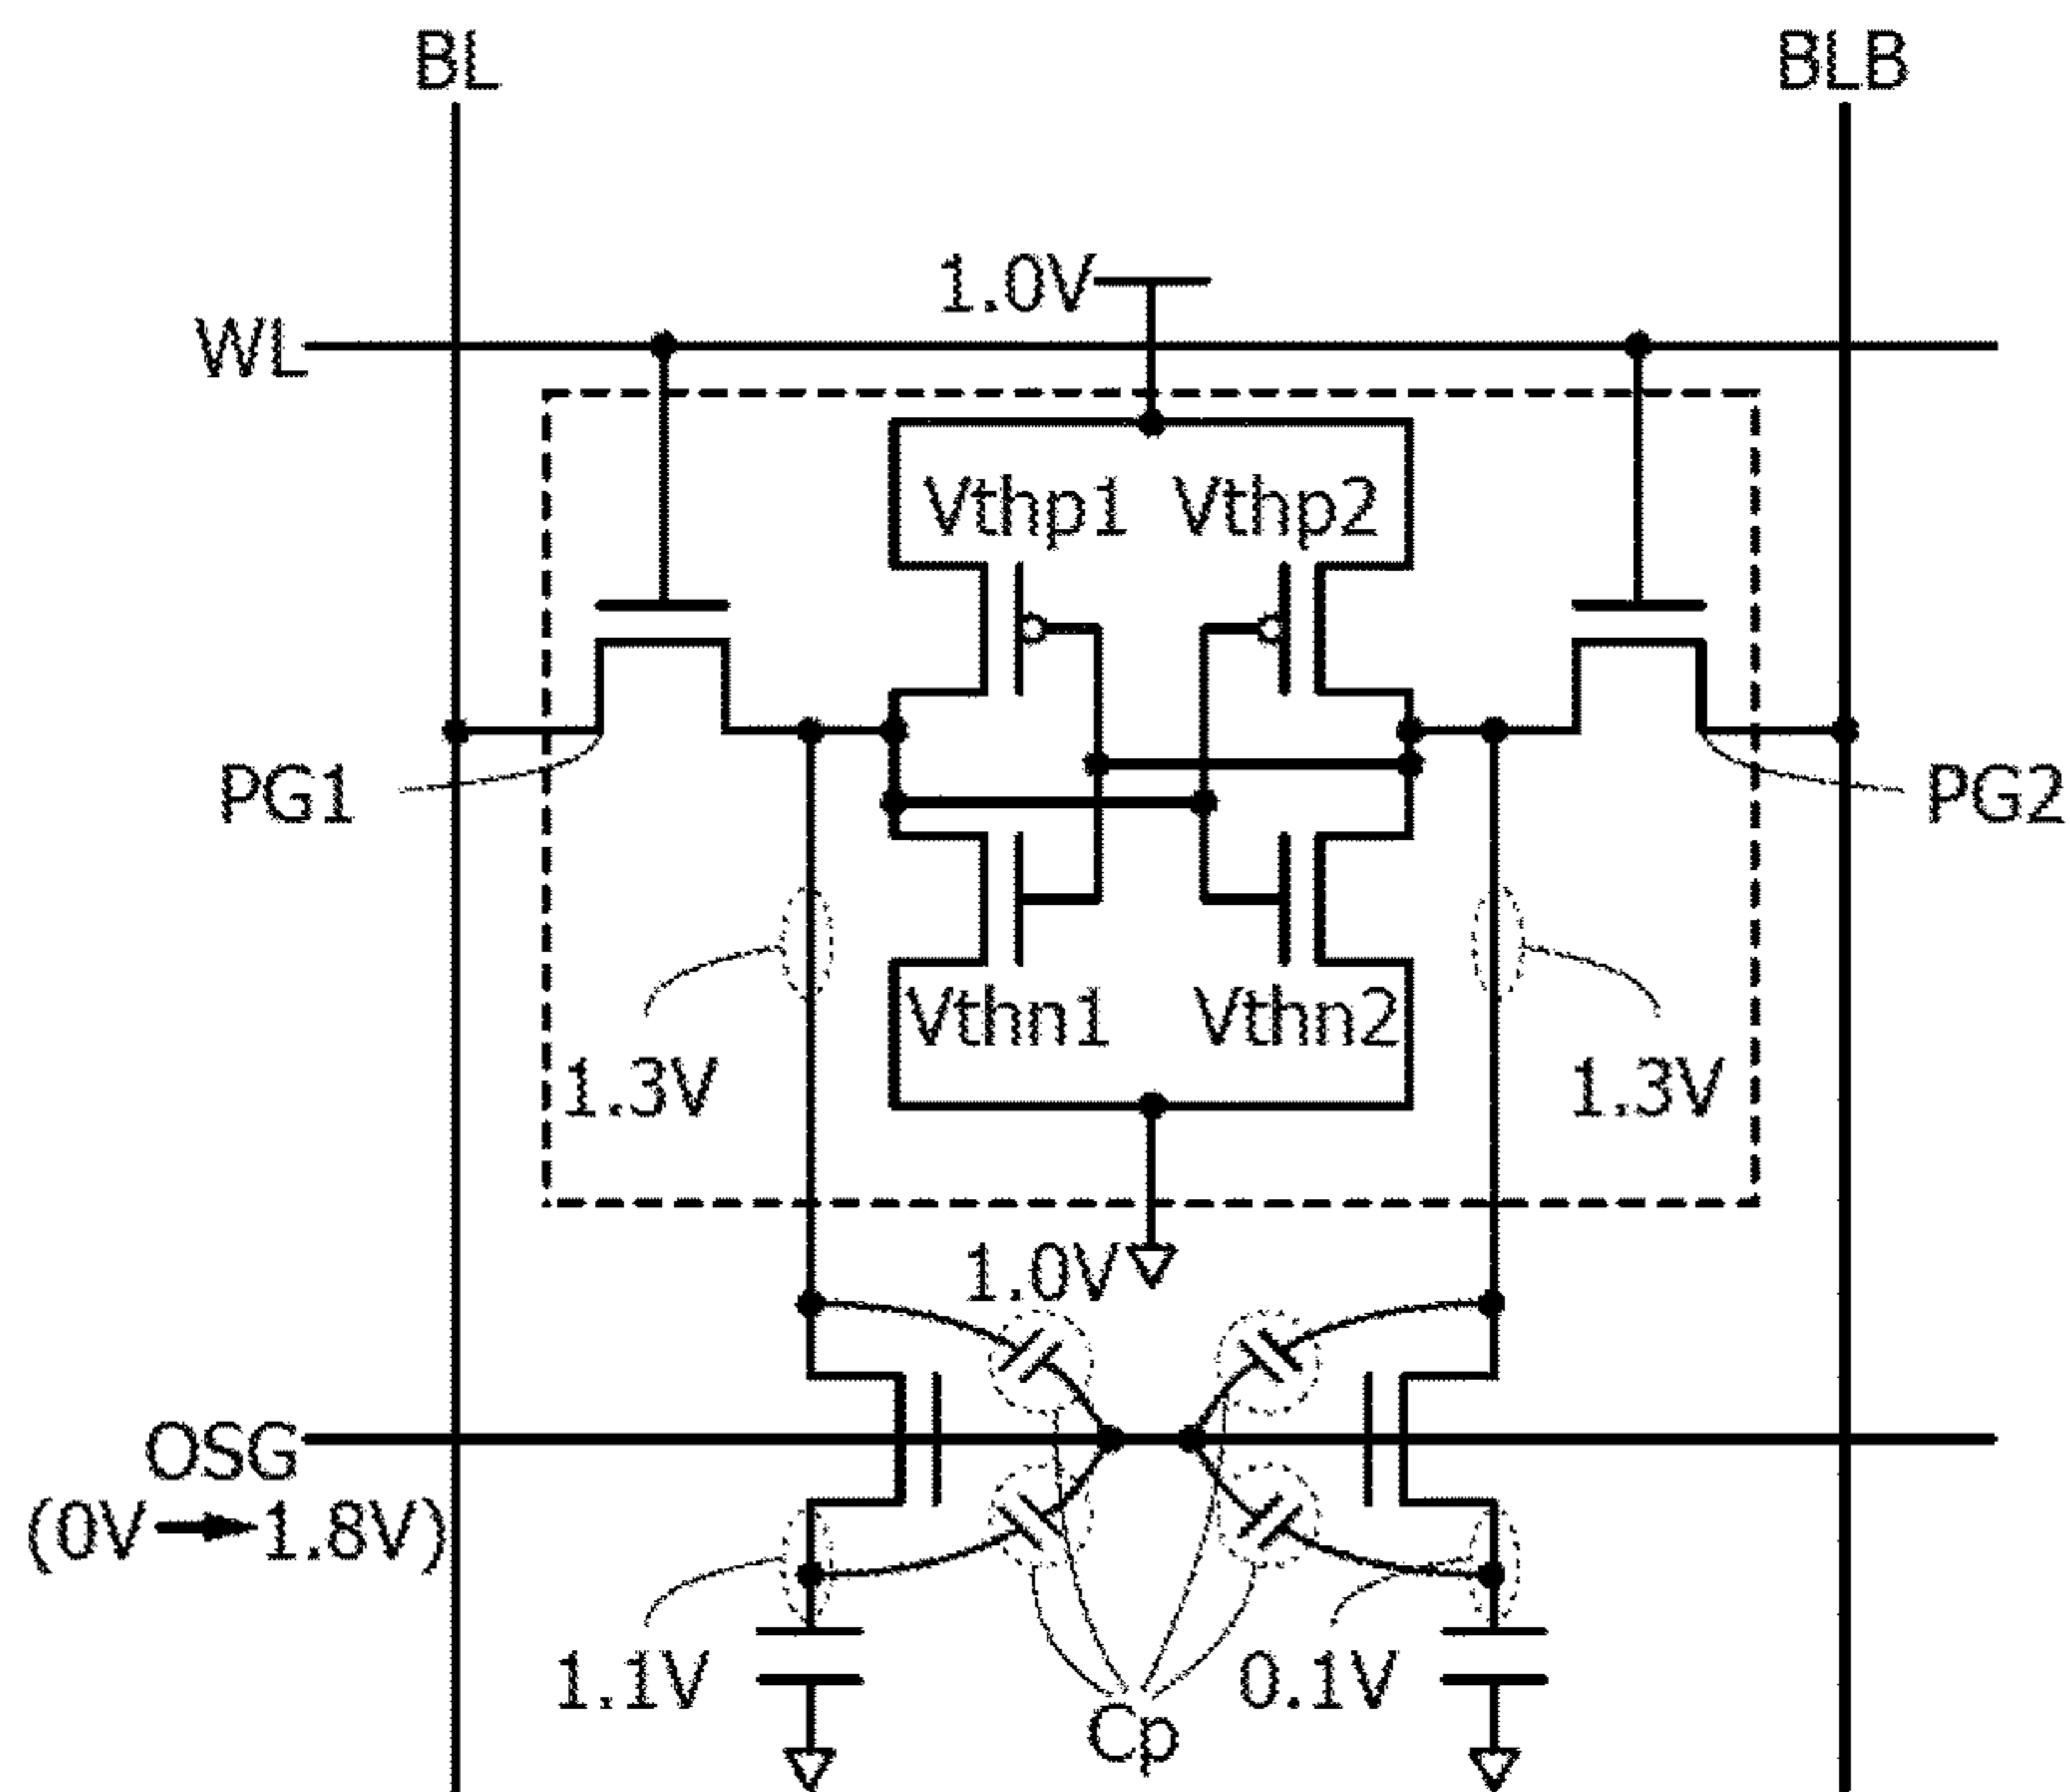 BL
BLB
1.0V
WL
Vthp1
Vthp2
PG1
PG2
Vthn1
Vthn2
1.3V
1.3V
1.0V
OSG
(0V→1.8V)
1.1V
0.1V
Cp